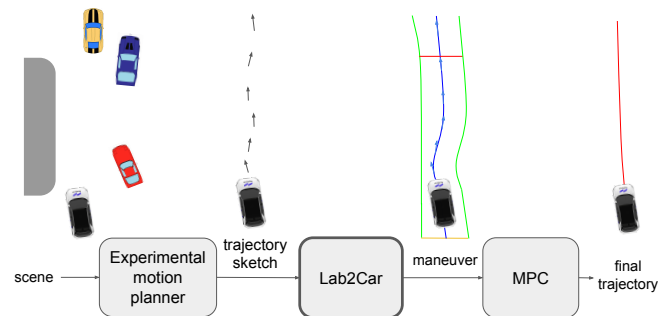 scene
Experimental
motion
planner
trajectory
sketch
Lab2Car
maneuver
MPC
final
trajectory